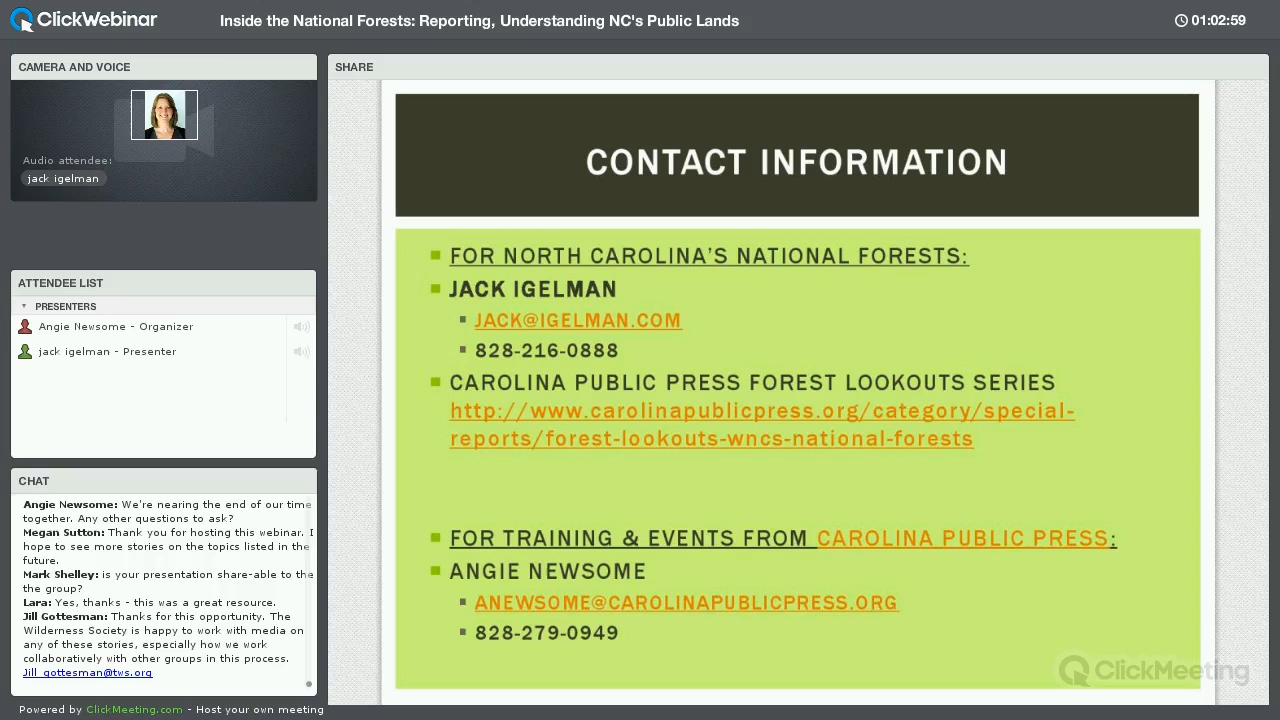 ClickWebinar
Inside the National Forests: Reporting, Understanding NC's Public Lands
01:02:59
CAMERA AND VOICE
Audio attendee:
jack igelman
ATTENDEE LIST
PRESENTERS
Angie Newsome - Organizer
jack igelman - Presenter
CHAT
Angie Newsome: We're nearing the end of our time
together. Any other questions to ask?
Megan Sutton: Thank you for hosting this webinar. I
hope to see more stories on the topics listed in the
future.
Mark Shelley: is your presentation share-able to the
the group?
Lara: Yes, thanks - this was a great resource.
Jill Gottesman: Thanks for this opportunity. The
Wilderness Society is happy to work with media on
any of these stories, especially how we work
collaboratively with other groups in this process.
Jill_gottesman@tws.org
Powered by ClickMeeting.com - Host your own meeting
SHARE
CONTACT INFORMATION
FOR NORTH CAROLINA'S NATIONAL FORESTS:
JACK IGELMAN
JACK@IGELMAN.COM
828-216-0888
CAROLINA PUBLIC PRESS FOREST LOOKOUTS SERIES
http://www.carolinapublicpress.org/category/special-
reports/forest-lookouts-wncs-national-forests
FOR TRAINING & EVENTS FROM CAROLINA PUBLIC PRESS:
ANGIE NEWSOME
ANEWSOME@CAROLINAPUBLICPRESS.ORG
828-279-0949
ClickMeeting